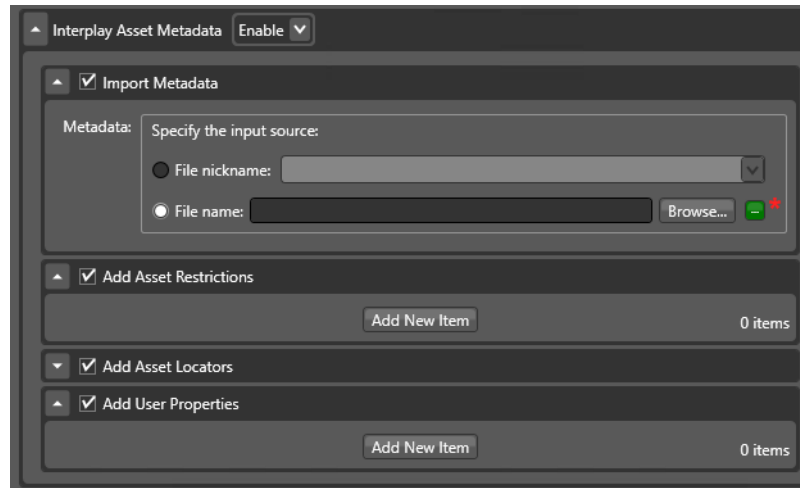 Interplay Asset Metadata Enable
Import Metadata
Metadata: Specify the input source:
File nickname:
File name: Browse... *
Add Asset Restrictions
Add New Item 0 items
Add Asset Locators
Add User Properties
Add New Item 0 items